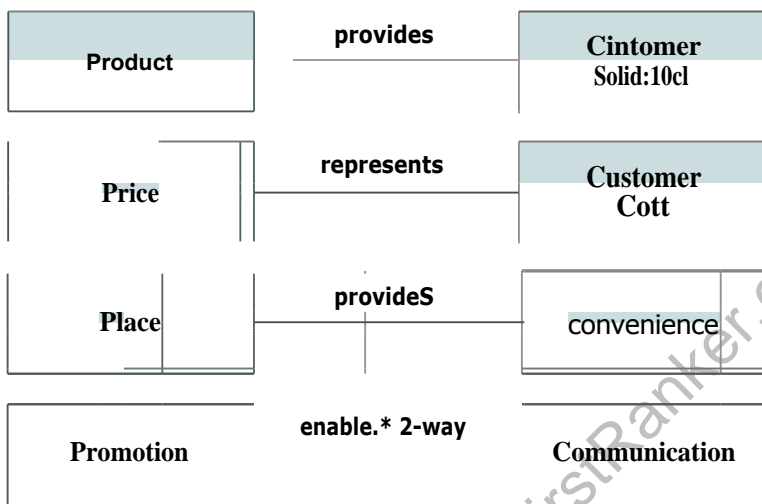 Product
provides
Cintomer
Solid:10cl
Price
represents
Customer
Cott
Place
provideS
convenience
Promotion
enable.* 2-way
Communication